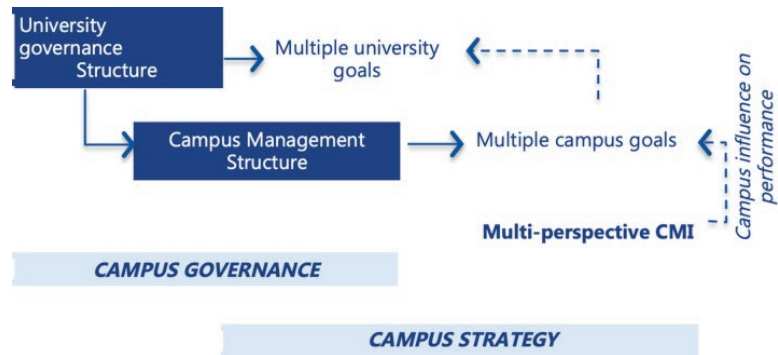 University
governance
Structure
Multiple university
goals
Campus Management
Structure
Multiple campus goals
Campus influence on
performance
Multi-perspective CMI
CAMPUS GOVERNANCE
CAMPUS STRATEGY